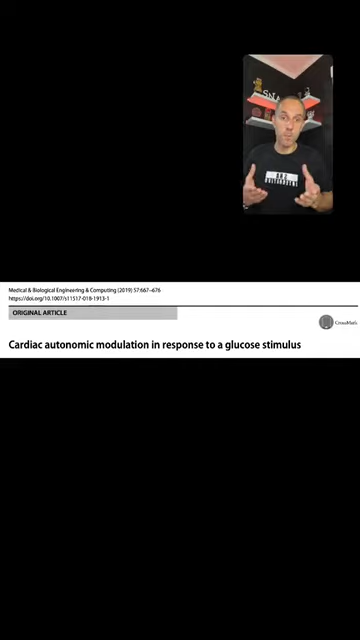 Medical & Biological Engineering & Computing (2019) 57:667–676
https://doi.org/10.1007/s11517-018-1913-1
ORIGINAL ARTICLE
CrossMark
Cardiac autonomic modulation in response to a glucose stimulus